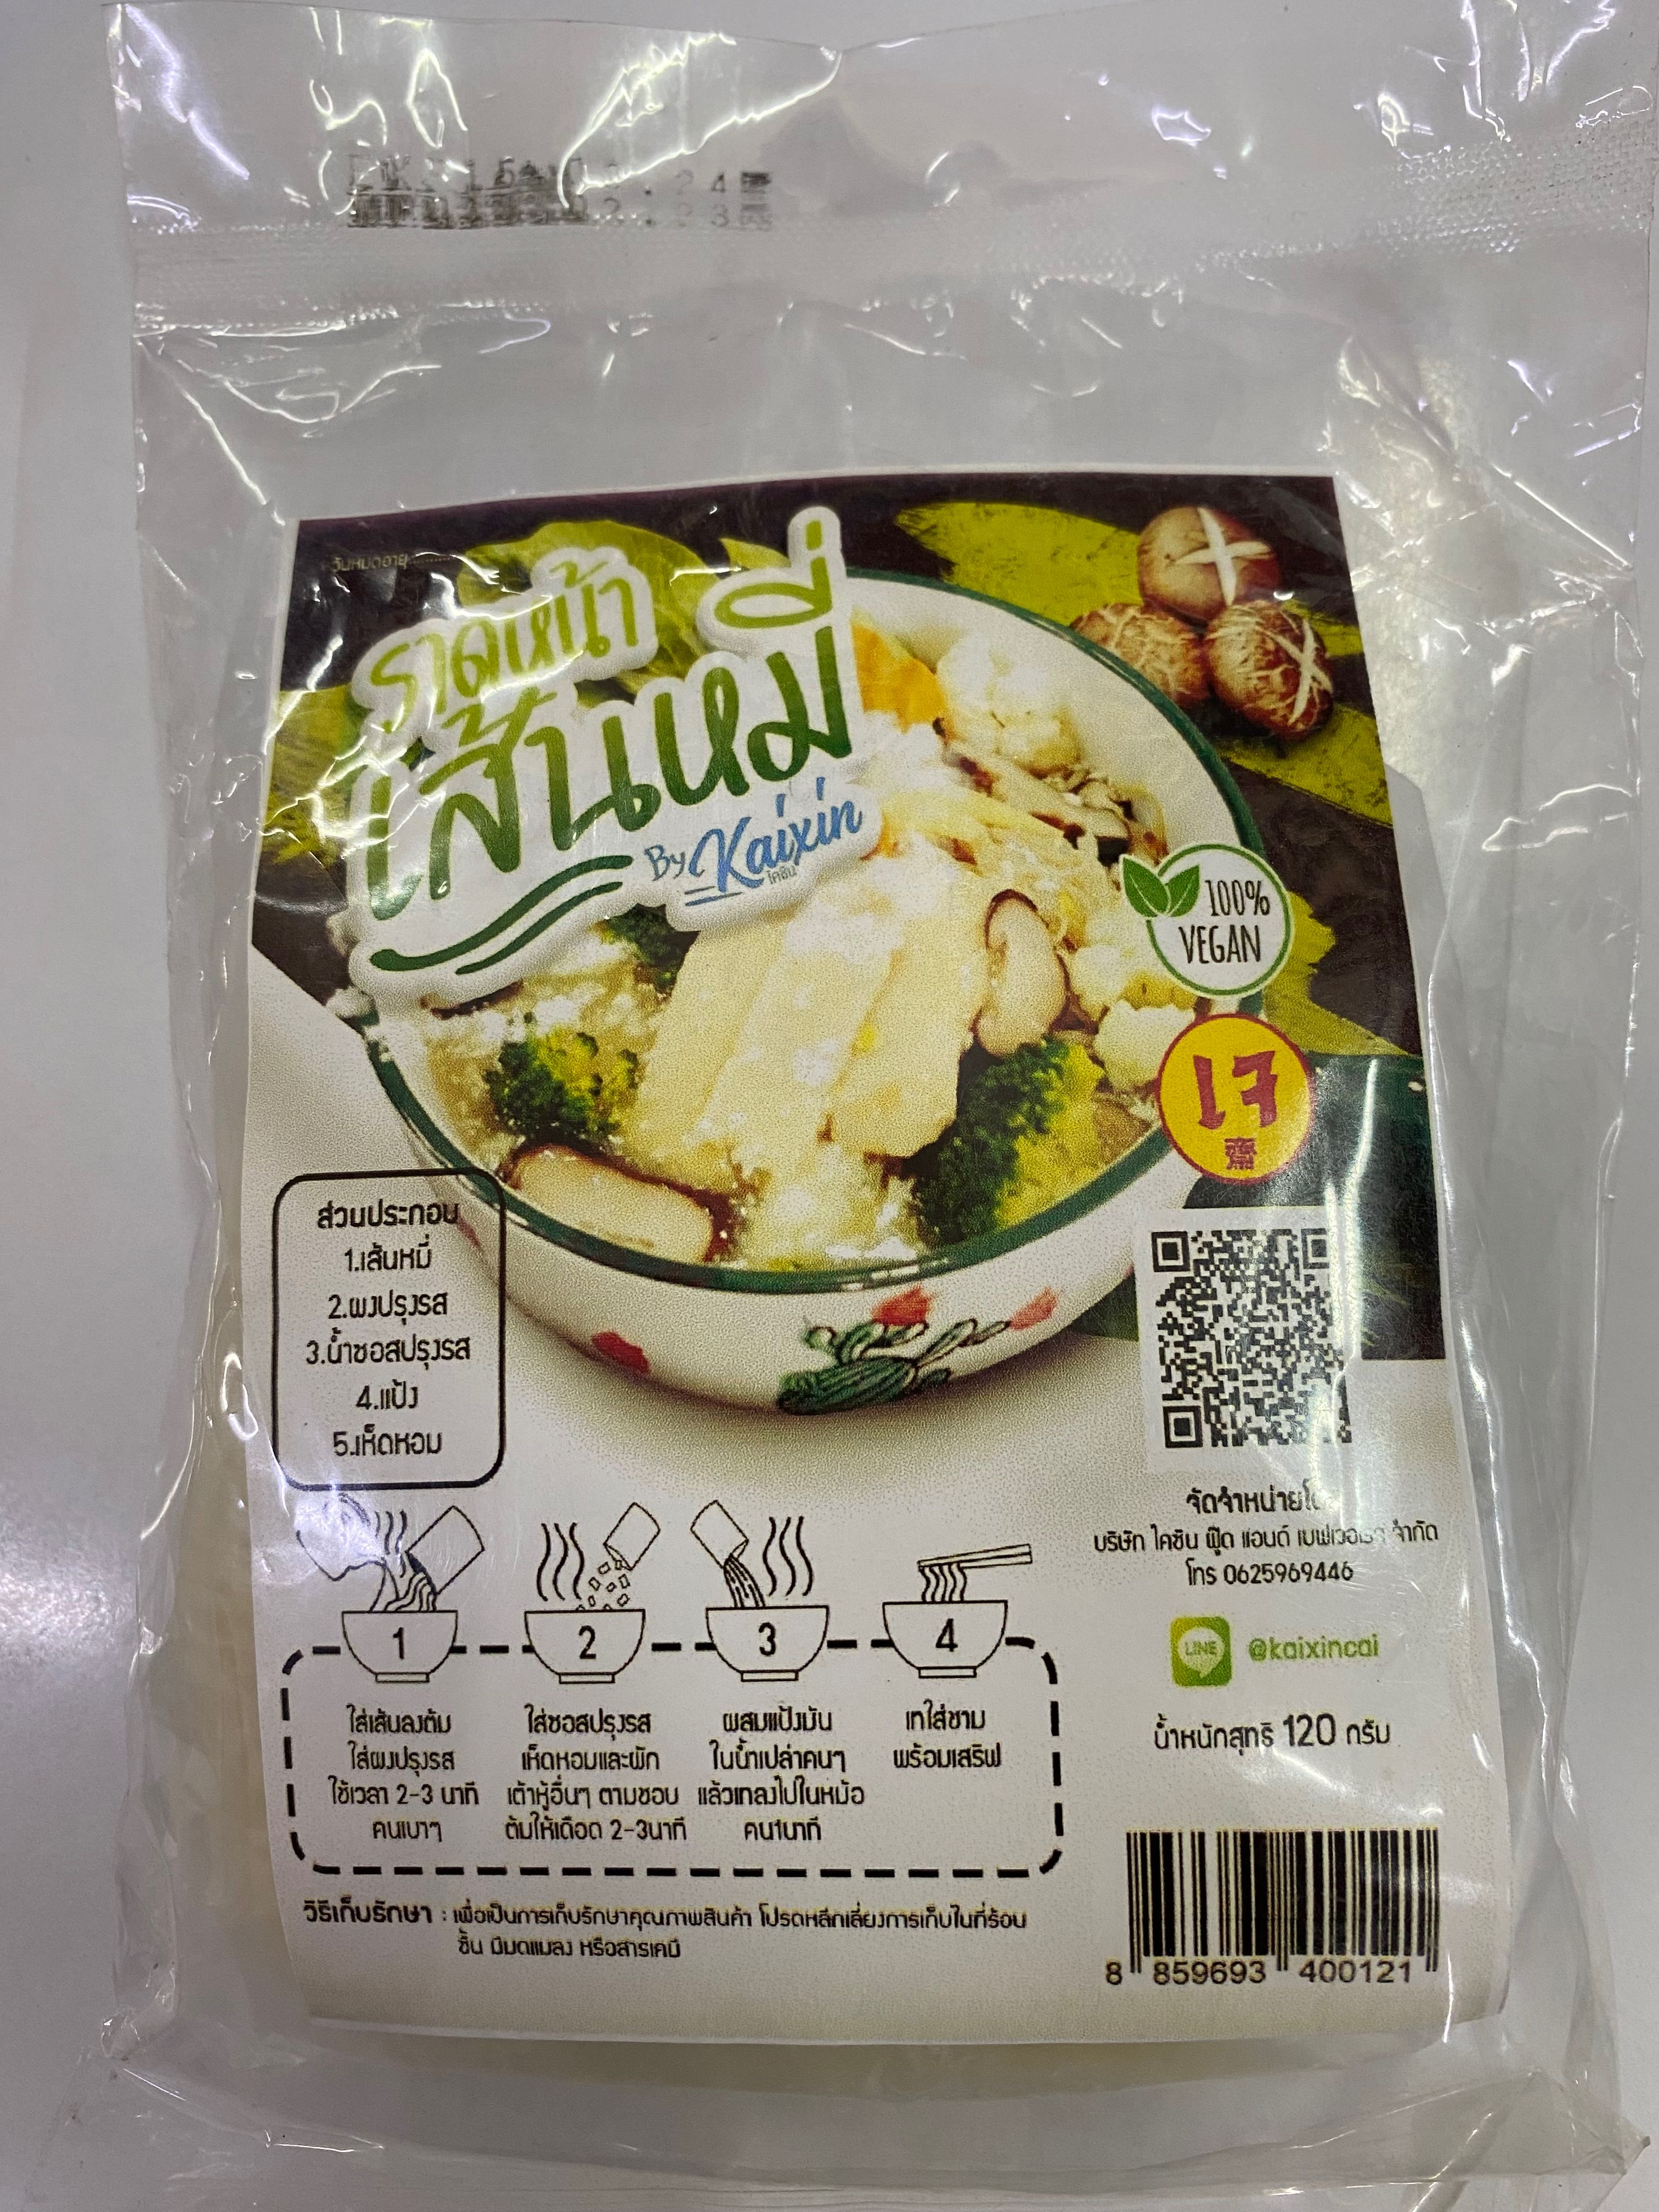 วันหมดอายุ
ราดหน้า
เส้นหมี่
By Kaixin
ไคซิน
100%
VEGAN
เจ
齋
ส่วนประกอบ
1.เส้นหมี่
2.ผงปรุงรส
3.น้ำซอสปรุงรส
4.แป้ง
5.เห็ดหอม
1
2
3
4
ใส่เส้นลงต้ม
ใส่ผงปรุงรส
ใช้เวลา 2-3 นาที
คนเบาๆ
ใส่ซอสปรุงรส
เห็ดหอมและผัก
เต้าหู้อื่นๆ ตามชอบ
ต้มให้เดือด 2-3นาที
ผสมแป้งมัน
ในน้ำเปล่าคนๆ
แล้วเทลงไปในหม้อ
คน1นาที
เทใส่ชาม
พร้อมเสริฟ
วิธีเก็บรักษา : เพื่อเป็นการเก็บรักษาคุณภาพสินค้า โปรดหลีกเลี่ยงการเก็บในที่ร้อน
ชื้น มีมดแมลง หรือสารเคมี
จัดจำหน่ายโดย
บริษัท ไคซิน ฟู๊ด แอนด์ เบฟเวอเรจ จำกัด
โทร 0625969446
LINE @kaixincai
น้ำหนักสุทธิ 120 กรัม
8 859693 400121